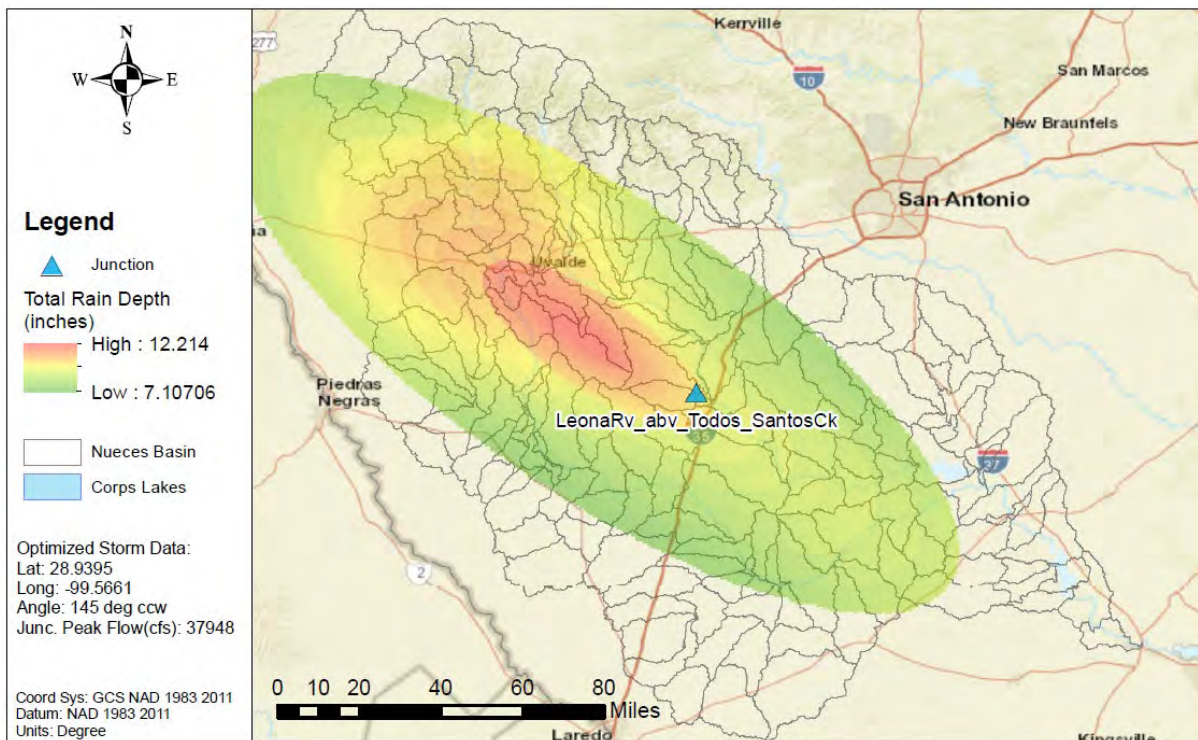 N
W E
S
Legend
Junction
Total Rain Depth
(inches)
High : 12.214
Low : 7.10706
Nueces Basin
Corps Lakes
Optimized Storm Data:
Lat: 28.9395
Long: -99.5661
Angle: 145 deg ccw
Junc. Peak Flow(cfs): 37948
Coord Sys: GCS NAD 1983 2011
Datum: NAD 1983 2011
Units: Degree
277
Kerrville
10
San Marcos
New Braunfels
San Antonio
Uvalde
Piedras
Negras
LeonaRv_abv_Todos_SantosCk
35
37
2
0 10 20 40 60 80
Miles
Laredo
Kingsville